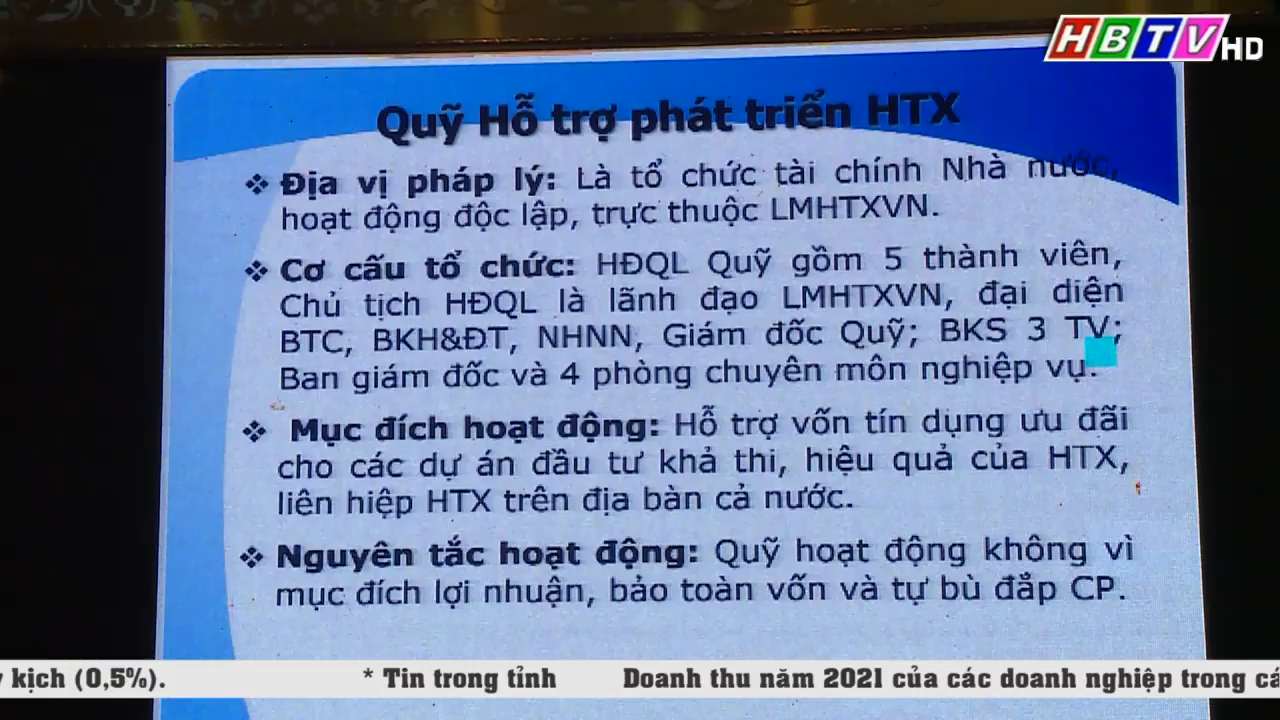 HBTV HD
Quỹ Hỗ trợ phát triển HTX
❖ Địa vị pháp lý: Là tổ chức tài chính Nhà nước,
hoạt động độc lập, trực thuộc LMHTXVN.
❖ Cơ cấu tổ chức: HĐQL Quỹ gồm 5 thành viên,
Chủ tịch HĐQL là lãnh đạo LMHTXVN, đại diện
BTC, BKH&ĐT, NHNN, Giám đốc Quỹ; BKS 3 TV;
Ban giám đốc và 4 phòng chuyên môn nghiệp vụ.
❖ Mục đích hoạt động: Hỗ trợ vốn tín dụng ưu đãi
cho các dự án đầu tư khả thi, hiệu quả của HTX,
liên hiệp HTX trên địa bàn cả nước.
❖ Nguyên tắc hoạt động: Quỹ hoạt động không vì
mục đích lợi nhuận, bảo toàn vốn và tự bù đắp CP.
kịch (0,5%). * Tin trong tỉnh Doanh thu năm 2021 của các doanh nghiệp trong